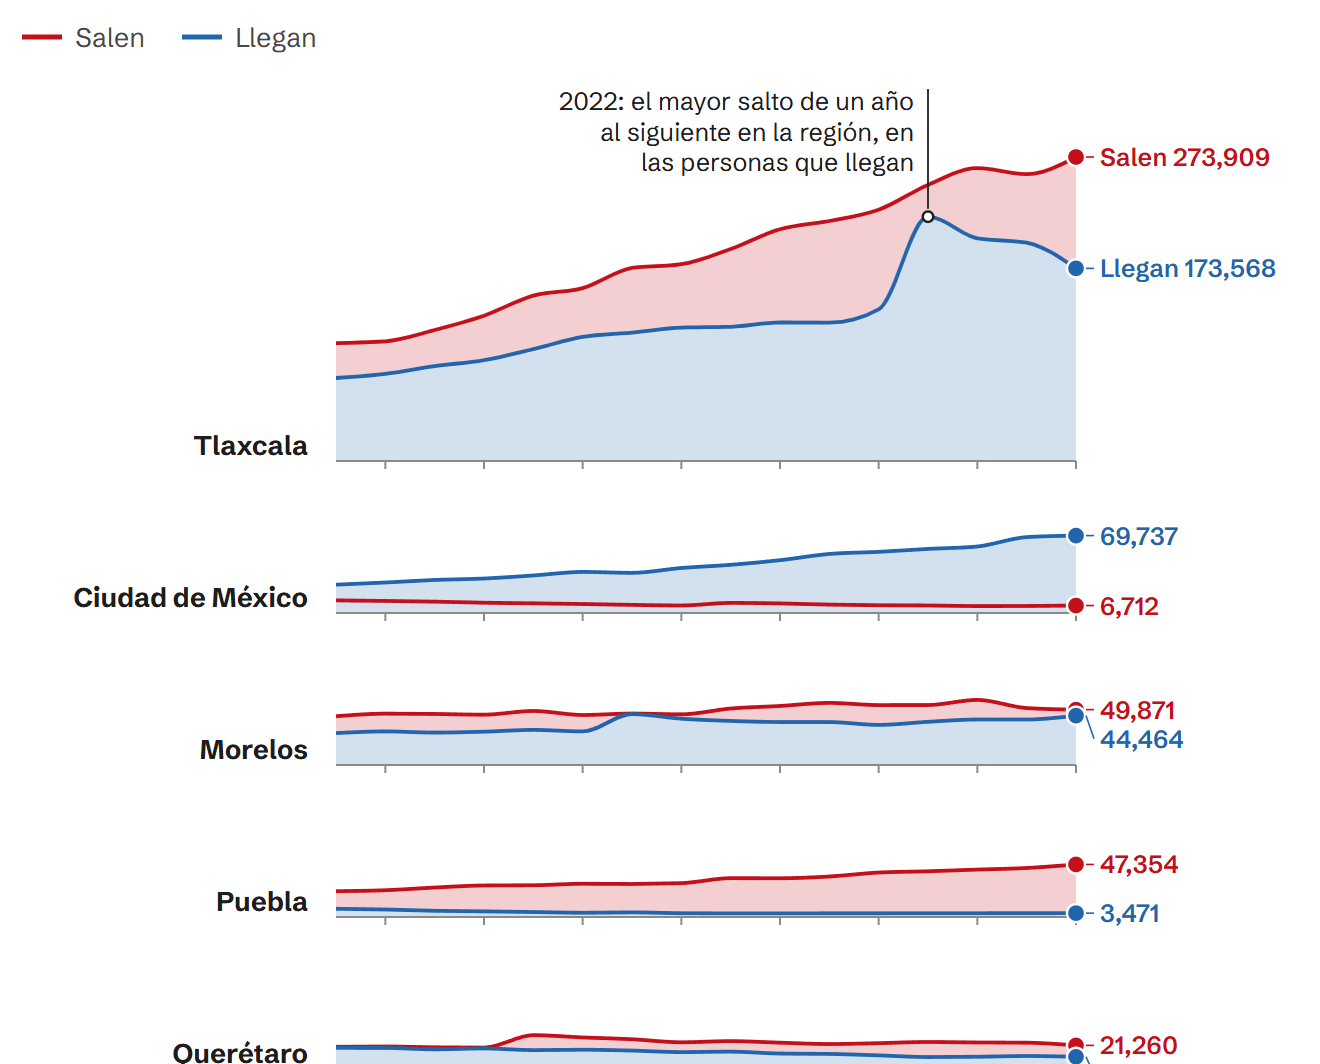 Salen
Llegan
2022: el mayor salto de un año
al siguiente en la región, en
las personas que llegan
Salen 273,909
Llegan 173,568
Tlaxcala
69,737
Ciudad de México
6,712
49,871
44,464
Morelos
47,354
Puebla
3,471
21,260
Querétaro